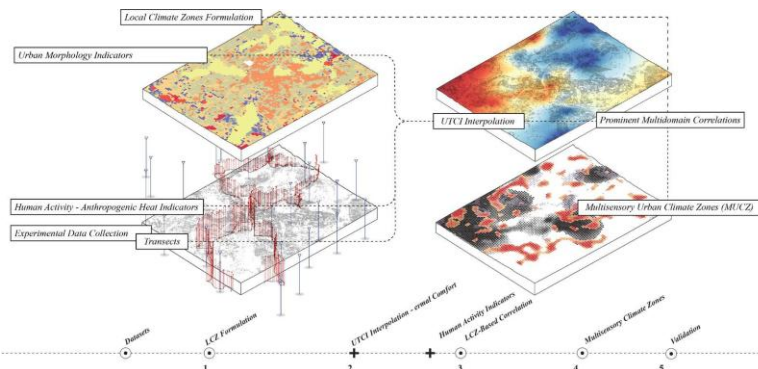 Local Climate Zones Formulation
Urban Morphology Indicators
UTCI Interpolation
Prominent Multidomain Correlations
Human Activity - Anthropogenic Heat Indicators
Multisensory Urban Climate Zones (MUCZ)
Experimental Data Collection
Transects
Datasets
LCZ Formulation
UTCI Interpolation - ermal Comfort
Human Activity Indicators
LCZ-Based Correlation
Multisensory Climate Zones
Validation
1
2
3
4
5